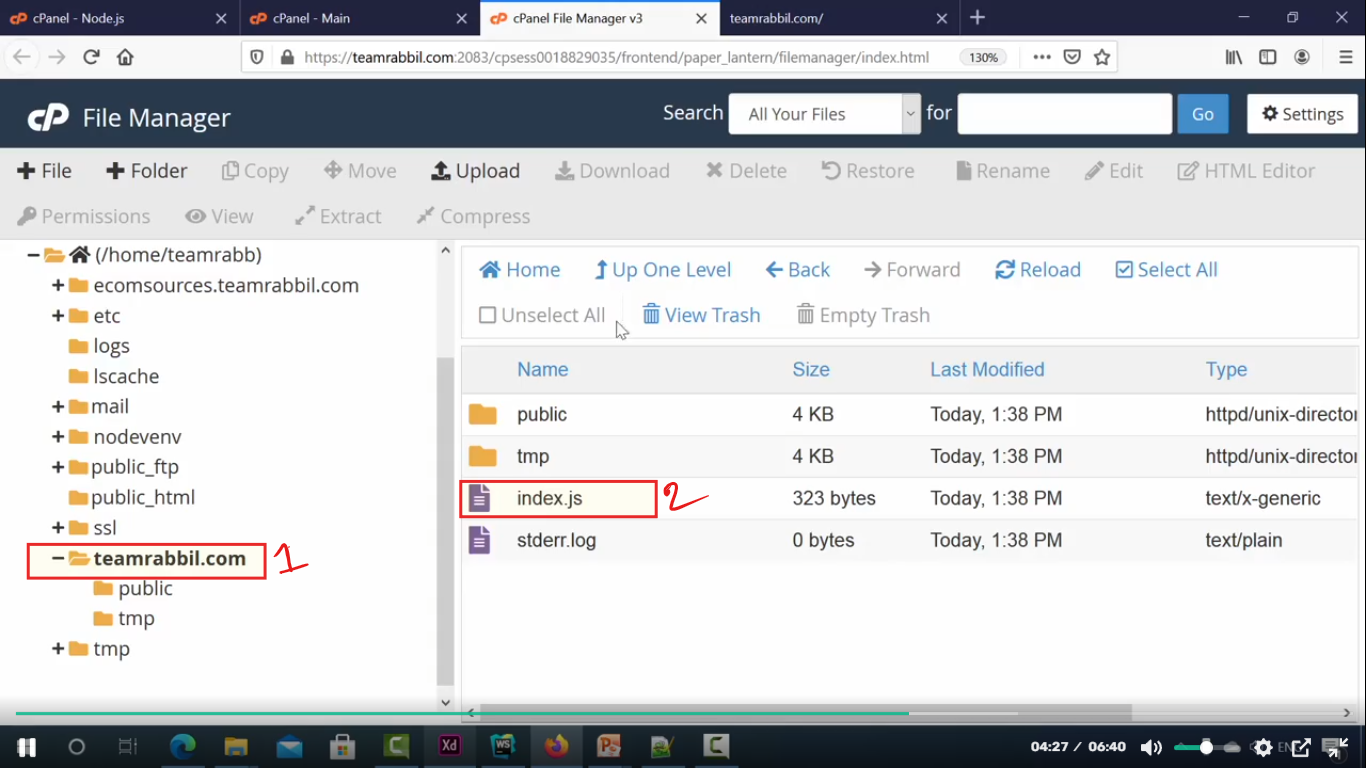 cPanel - Node.js
cPanel - Main
cPanel File Manager v3
teamrabbil.com/
https://teamrabbil.com:2083/cpsess0018829035/frontend/paper_lantern/filemanager/index.html
130%
cP File Manager
Search All Your Files for Go Settings
File Folder Copy Move Upload Download Delete Restore Rename Edit HTML Editor
Permissions View Extract Compress
(/home/teamrabb)
ecomsources.teamrabbil.com
etc
logs
lscache
mail
nodevenv
public_ftp
public_html
ssl
teamrabbil.com 1
public
tmp
tmp
Home Up One Level Back Forward Reload Select All
Unselect All View Trash Empty Trash
Name Size Last Modified Type
public 4 KB Today, 1:38 PM httpd/unix-director
tmp 4 KB Today, 1:38 PM httpd/unix-director
index.js 2 323 bytes Today, 1:38 PM text/x-generic
stderr.log 0 bytes Today, 1:38 PM text/plain
Xd WS
04:27 / 06:40
EN